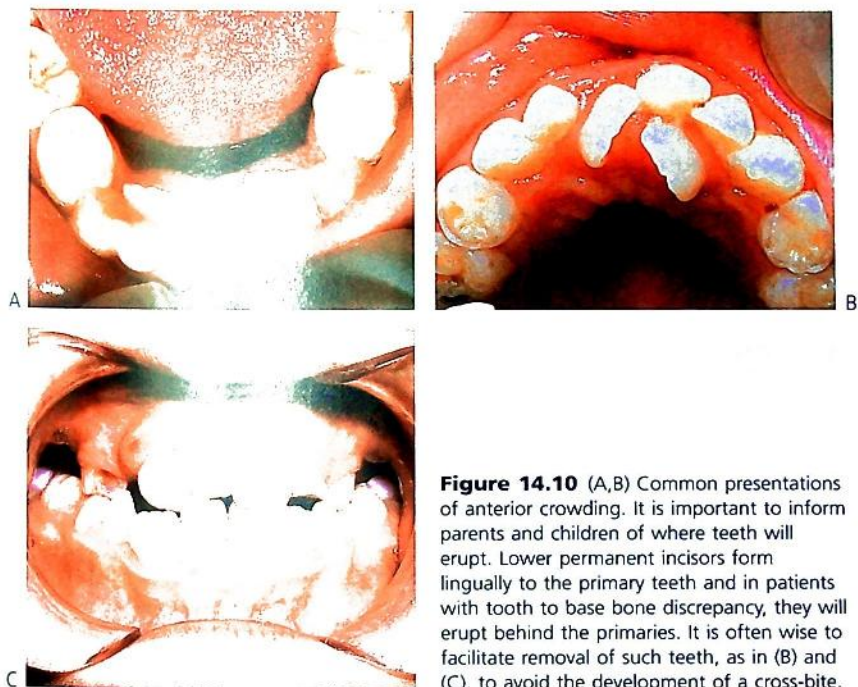 A
B
C
Figure 14.10 (A,B) Common presentations
of anterior crowding. It is important to inform
parents and children of where teeth will
erupt. Lower permanent incisors form
lingually to the primary teeth and in patients
with tooth to base bone discrepancy, they will
erupt behind the primaries. It is often wise to
facilitate removal of such teeth, as in (B) and
(C), to avoid the development of a cross-bite.